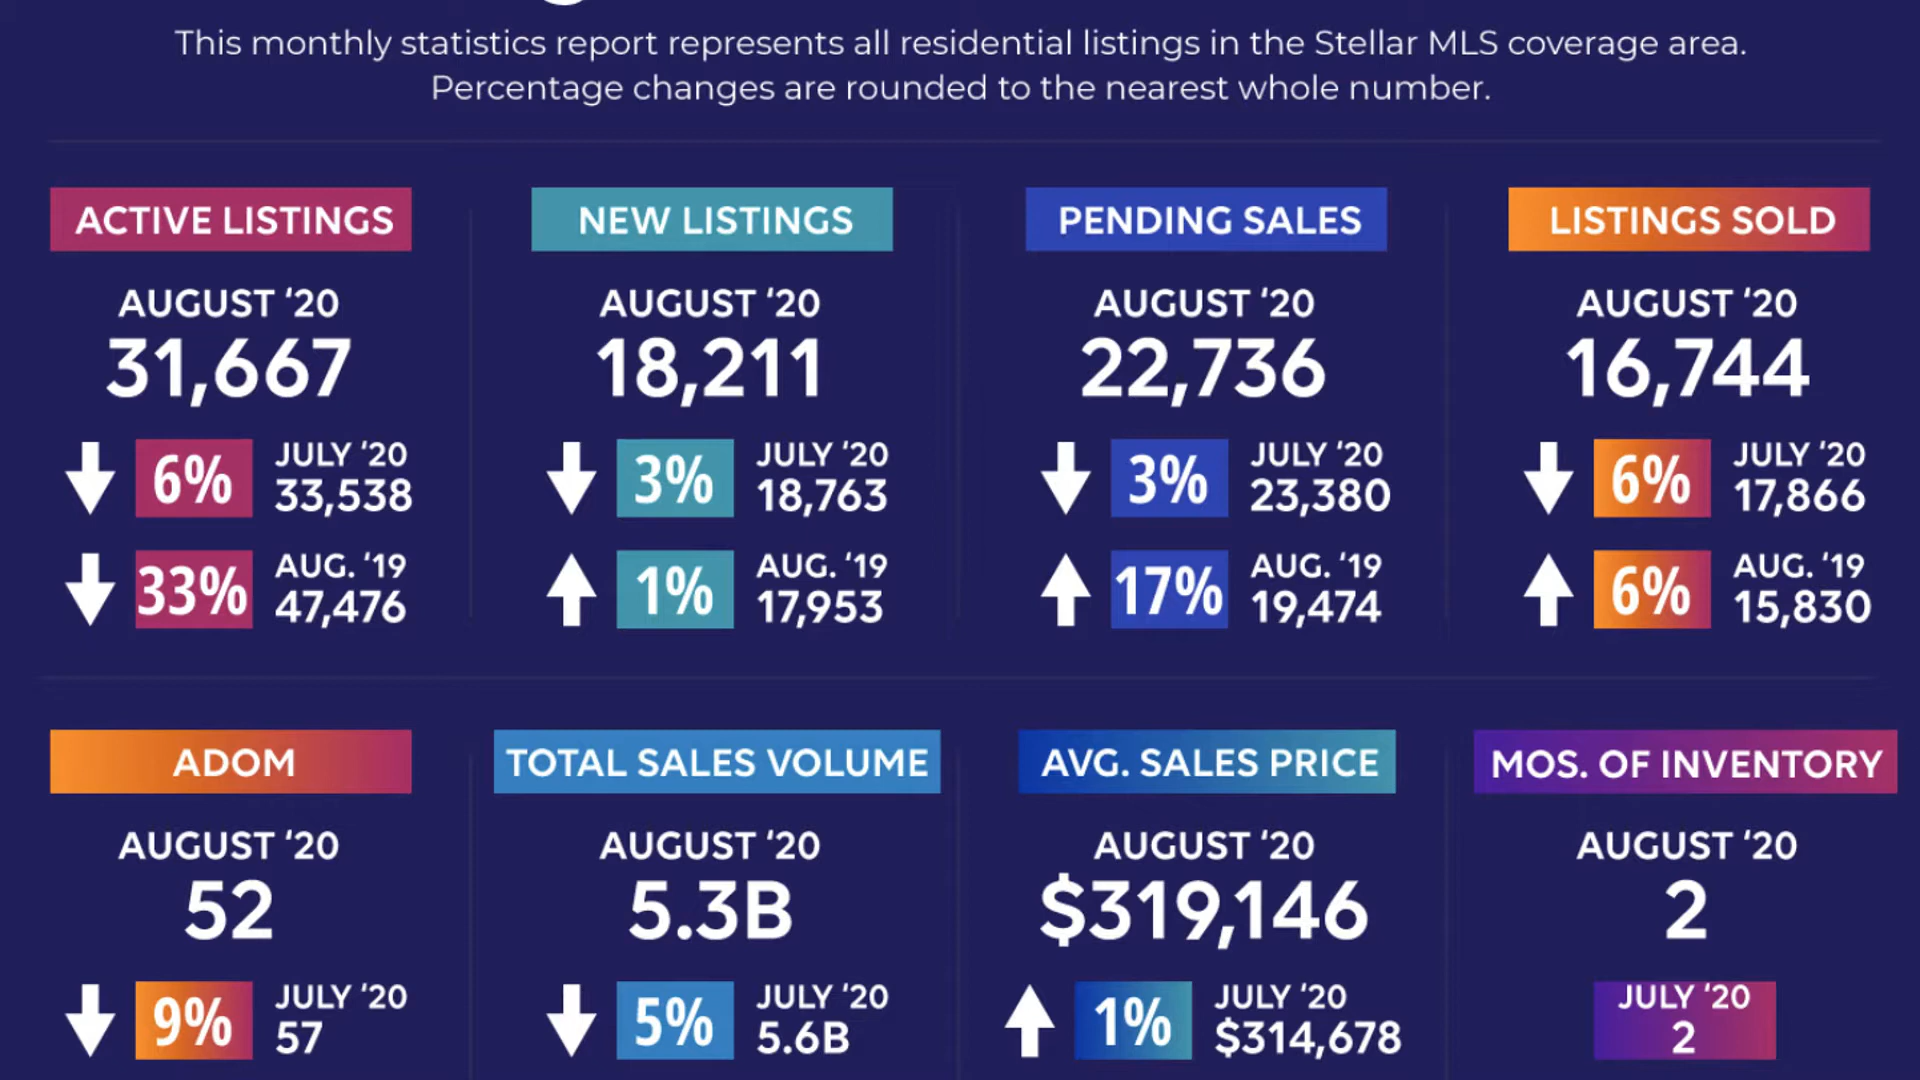 This monthly statistics report represents all residential listings in the Stellar MLS coverage area.
Percentage changes are rounded to the nearest whole number.
ACTIVE LISTINGS
AUGUST ‘20
31,667
6%
JULY ‘20
33,538
33%
AUG. ‘19
47,476
NEW LISTINGS
AUGUST ‘20
18,211
3%
JULY ‘20
18,763
1%
AUG. ‘19
17,953
PENDING SALES
AUGUST ‘20
22,736
3%
JULY ‘20
23,380
17%
AUG. ‘19
19,474
LISTINGS SOLD
AUGUST ‘20
16,744
6%
JULY ‘20
17,866
6%
AUG. ‘19
15,830
ADOM
AUGUST ‘20
52
9%
JULY ‘20
57
TOTAL SALES VOLUME
AUGUST ‘20
5.3B
5%
JULY ‘20
5.6B
AVG. SALES PRICE
AUGUST ‘20
$319,146
1%
JULY ‘20
$314,678
MOS. OF INVENTORY
AUGUST ‘20
2
JULY ‘20
2